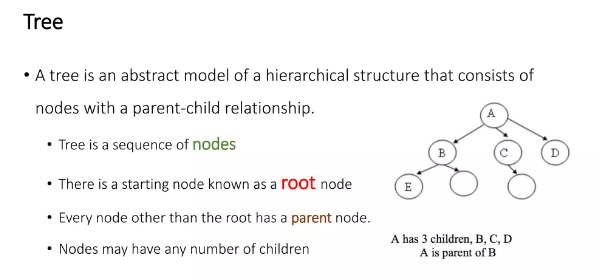 Tree
• A tree is an abstract model of a hierarchical structure that consists of
nodes with a parent-child relationship.
• Tree is a sequence of nodes
• There is a starting node known as a root node
• Every node other than the root has a parent node.
• Nodes may have any number of children
A
B
C
D
E
A has 3 children, B, C, D
A is parent of B